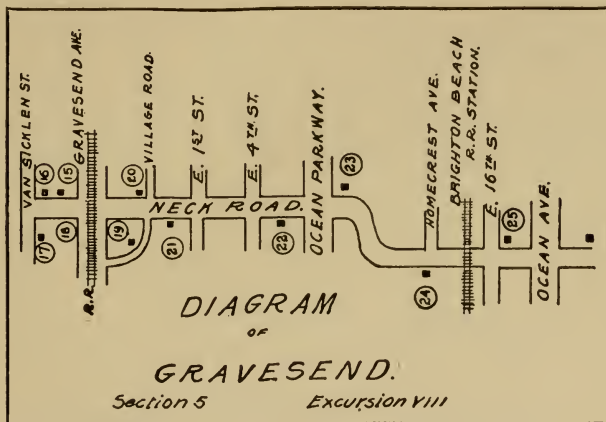 VAN SICKLEN ST.
GRAVESEND AVE.
VILLAGE ROAD.
E. 1ST ST.
E. 4TH. ST.
OCEAN PARKWAY.
HOMECREST AVE.
BRIGHTON BEACH
R.R. STATION.
E. 16TH ST.
OCEAN AVE.
16
15
20
23
NECK ROAD.
17
18
19
21
22
25
24
R.R.
DIAGRAM
OF
GRAVESEND.
Section 5 Excursion VIII